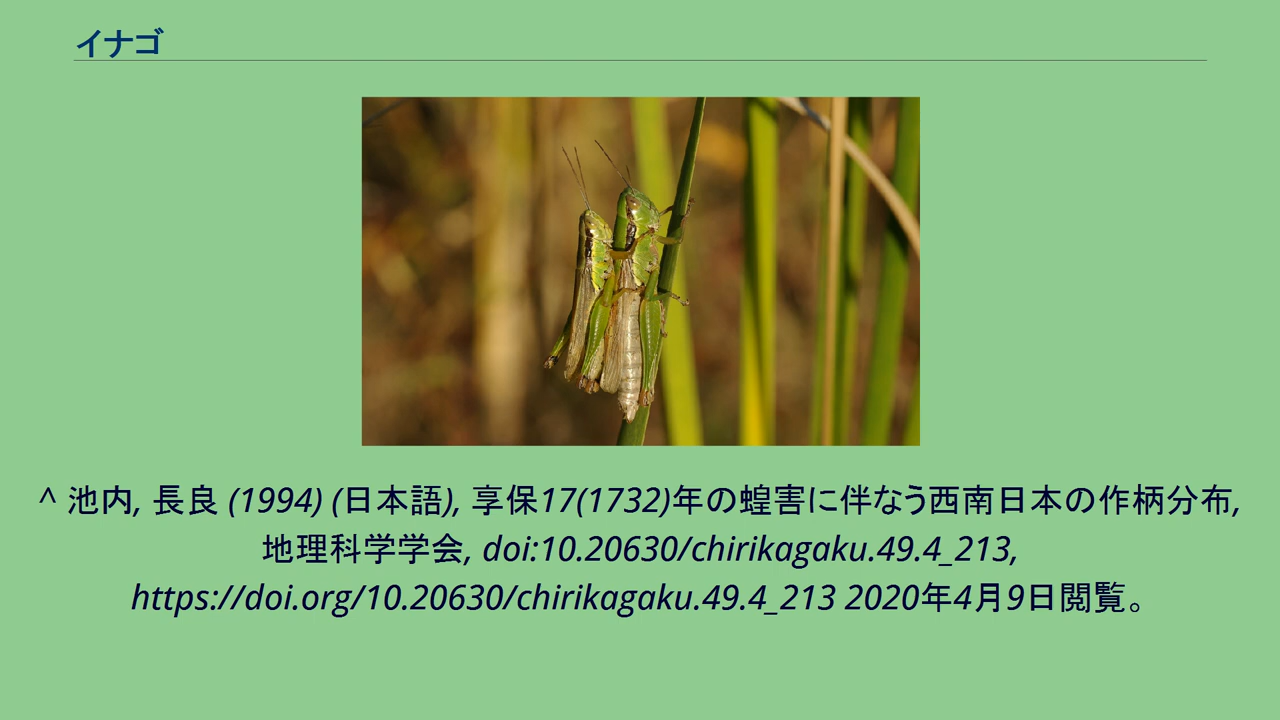 イナゴ
^ 池内, 長良 (1994) (日本語), 享保17(1732)年の蝗害に伴なう西南日本の作柄分布,
地理科学学会, doi:10.20630/chirikagaku.49.4_213,
https://doi.org/10.20630/chirikagaku.49.4_213 2020年4月9日閲覧。